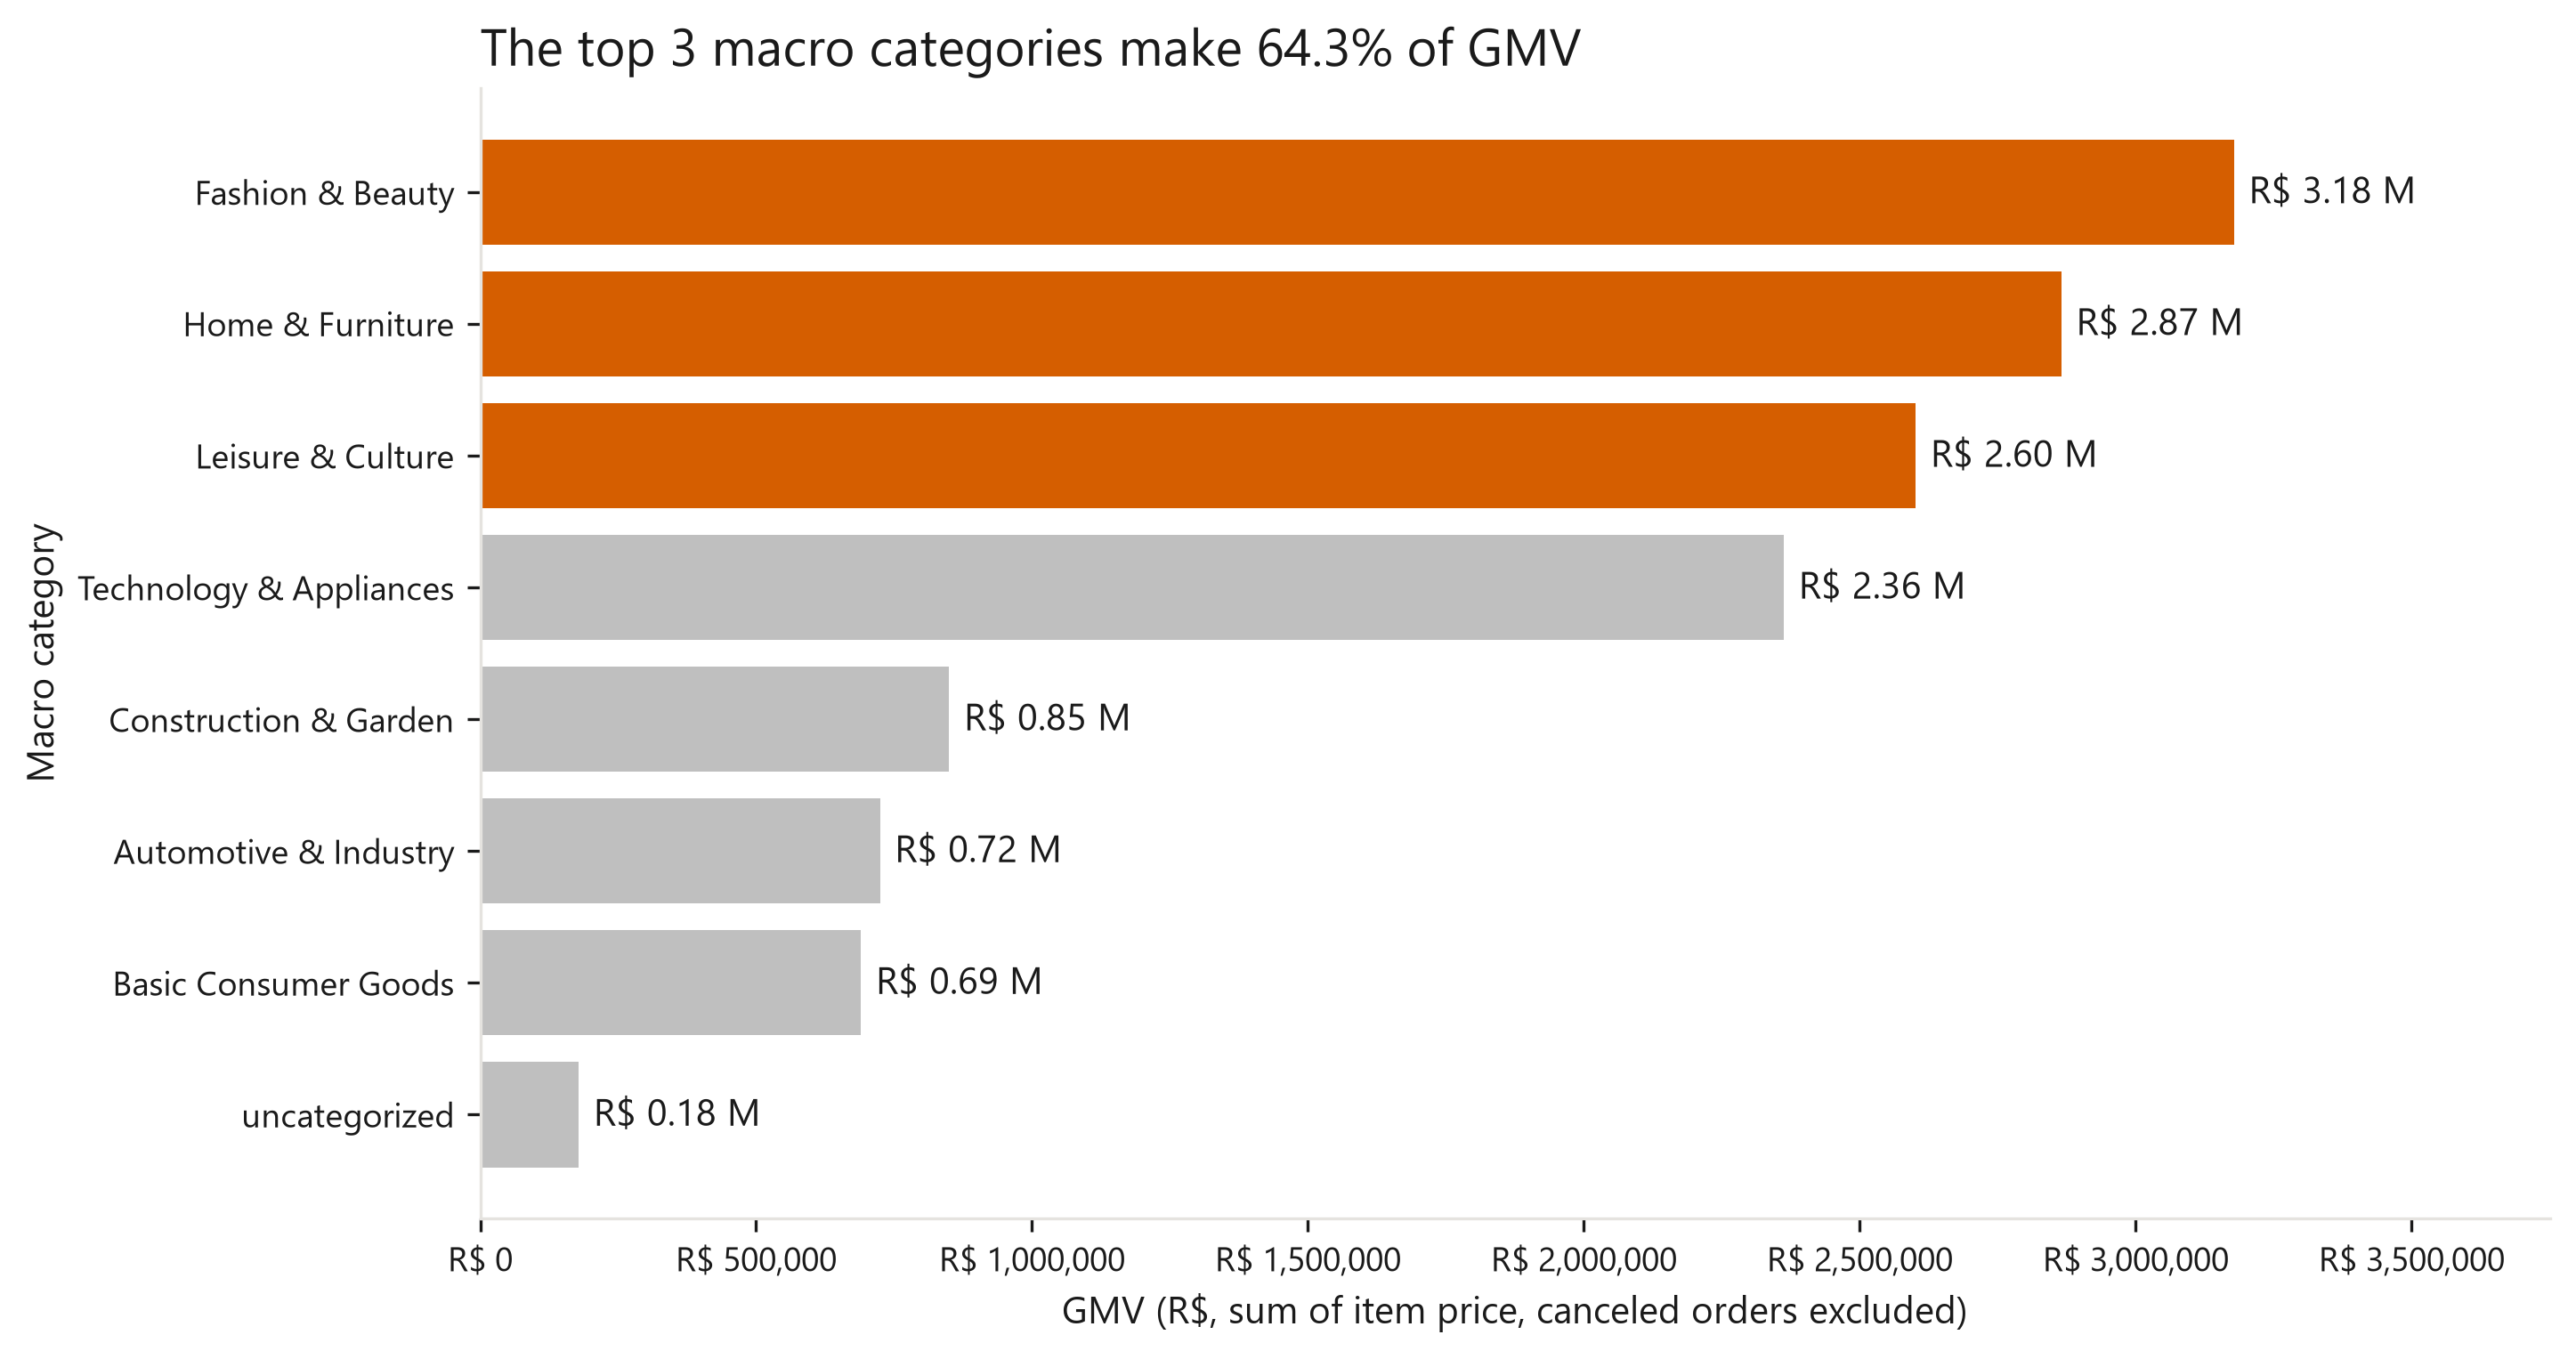 The top 3 macro categories make 64.3% of GMV
Macro category
Fashion & Beauty
R$ 3.18 M
Home & Furniture
R$ 2.87 M
Leisure & Culture
R$ 2.60 M
Technology & Appliances
R$ 2.36 M
Construction & Garden
R$ 0.85 M
Automotive & Industry
R$ 0.72 M
Basic Consumer Goods
R$ 0.69 M
uncategorized
R$ 0.18 M
R$ 0
R$ 500,000
R$ 1,000,000
R$ 1,500,000
R$ 2,000,000
R$ 2,500,000
R$ 3,000,000
R$ 3,500,000
GMV (R$, sum of item price, canceled orders excluded)